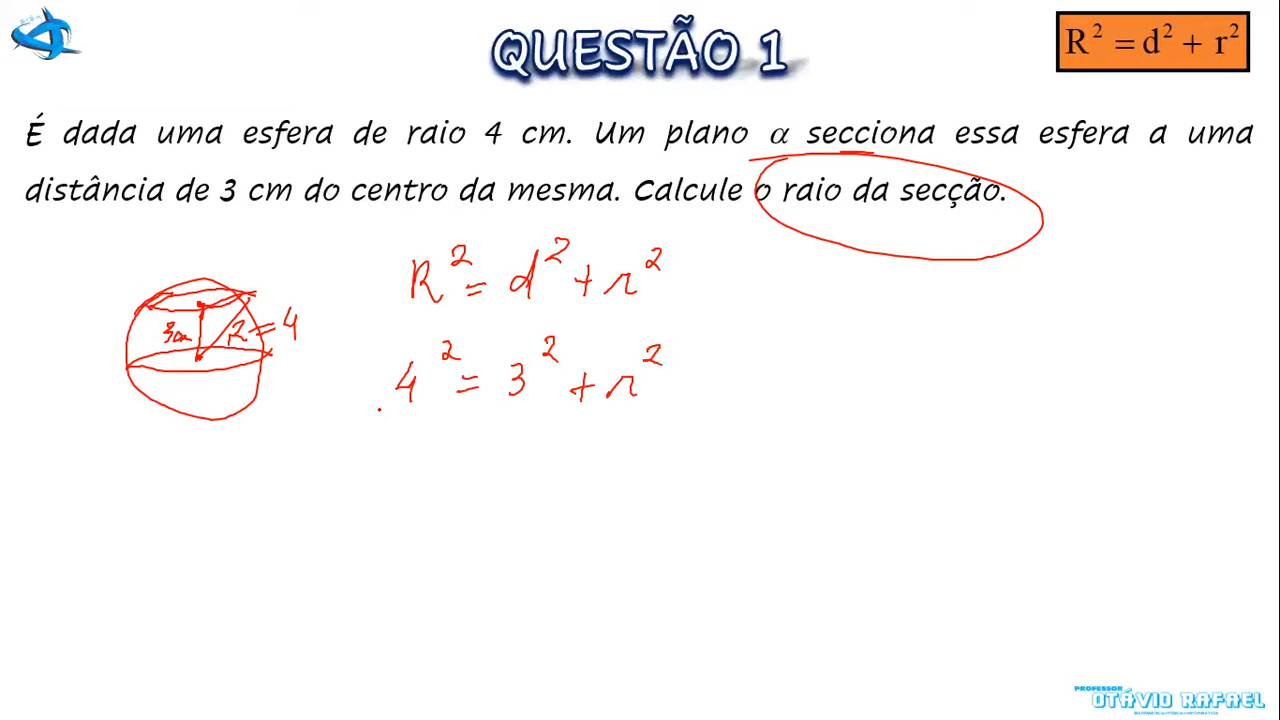 QUESTÃO 1
R² = d² + r²
É dada uma esfera de raio 4 cm. Um plano α secciona essa esfera a uma
distância de 3 cm do centro da mesma. Calcule o raio da secção.
R² = d² + r²
3cm
R = 4
4² = 3² + r²
PROFESSOR
OTÁVIO RAFAEL